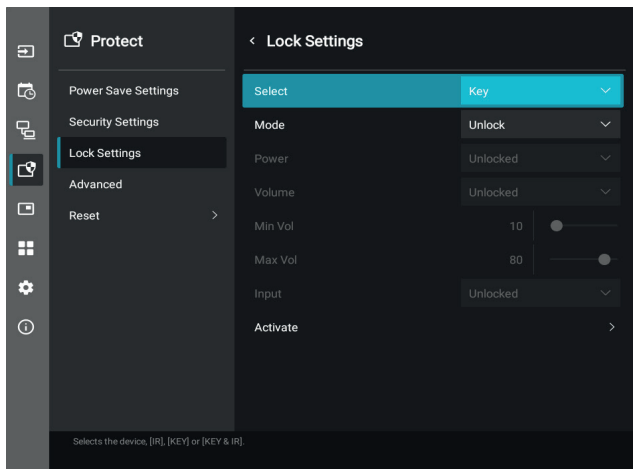 Protect
Power Save Settings
Security Settings
Lock Settings
Advanced
Reset
Lock Settings
Select Key
Mode Unlock
Power Unlocked
Volume Unlocked
Min Vol 10
Max Vol 80
Input Unlocked
Activate
Selects the device, [IR], [KEY] or [KEY & IR].